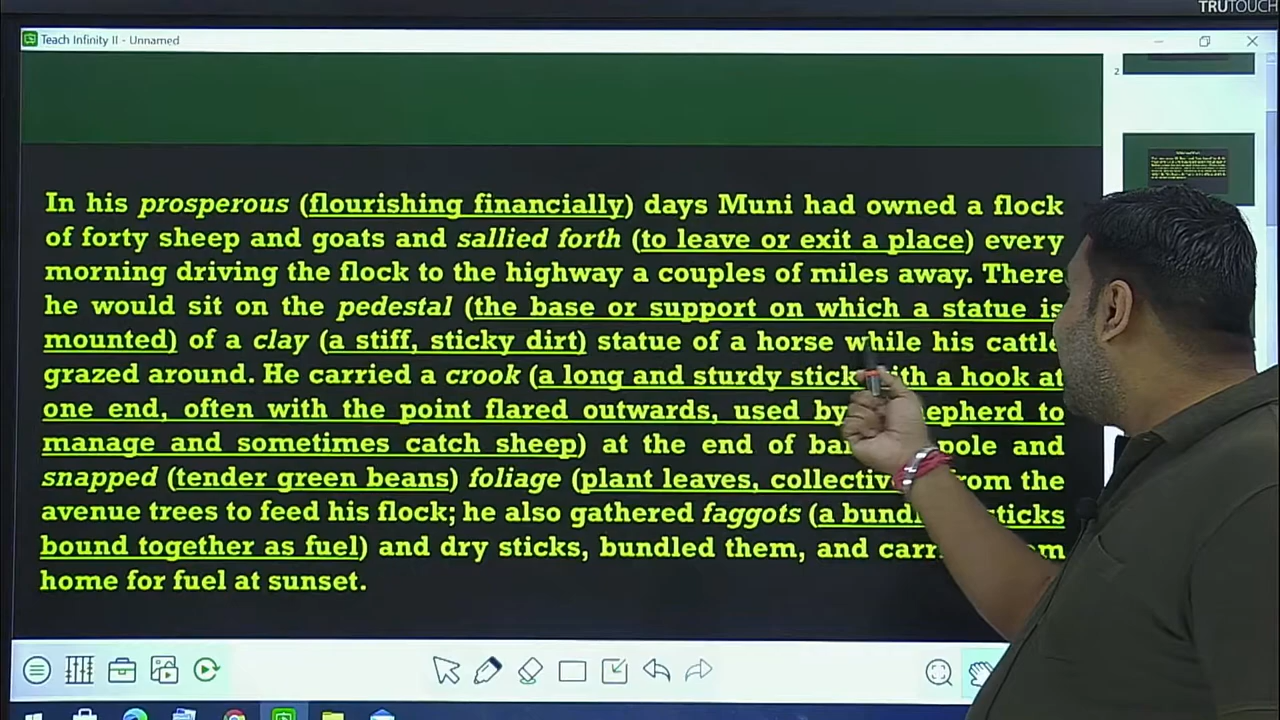 TRUTOUCH
Teach Infinity II - Unnamed
2
In his prosperous (flourishing financially) days Muni had owned a flock
of forty sheep and goats and sallied forth (to leave or exit a place) every
morning driving the flock to the highway a couples of miles away. There
he would sit on the pedestal (the base or support on which a statue is
mounted) of a clay (a stiff, sticky dirt) statue of a horse while his cattle
grazed around. He carried a crook (a long and sturdy stick with a hook at
one end, often with the point flared outwards, used by shepherd to
manage and sometimes catch sheep) at the end of pole and
snapped (tender green beans) foliage (plant leaves, from the
avenue trees to feed his flock; he also gathered faggots (a sticks
bound together as fuel) and dry sticks, bundled them, and
home for fuel at sunset.